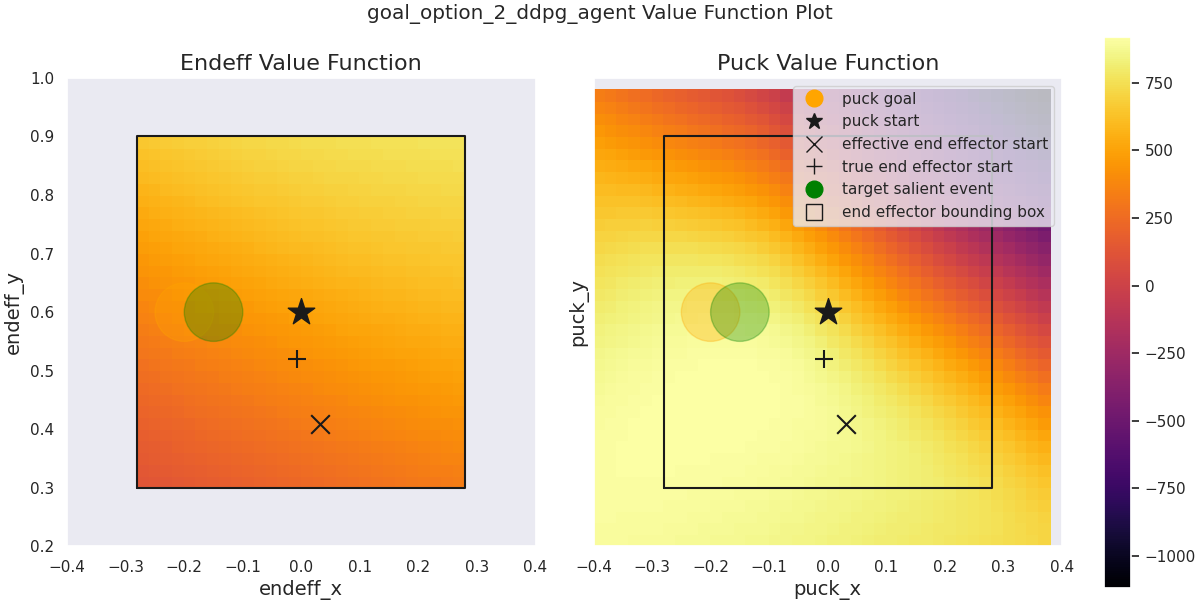 goal_option_2_ddpg_agent Value Function Plot
Endeff Value Function
endeff_y
1.0
0.9
0.8
0.7
0.6
0.5
0.4
0.3
0.2
−0.4 −0.3 −0.2 −0.1 0.0 0.1 0.2 0.3 0.4
endeff_x
Puck Value Function
puck goal
puck start
effective end effector start
true end effector start
target salient event
end effector bounding box
puck_y
−0.4 −0.3 −0.2 −0.1 0.0 0.1 0.2 0.3 0.4
puck_x
750
500
250
0
−250
−500
−750
−1000